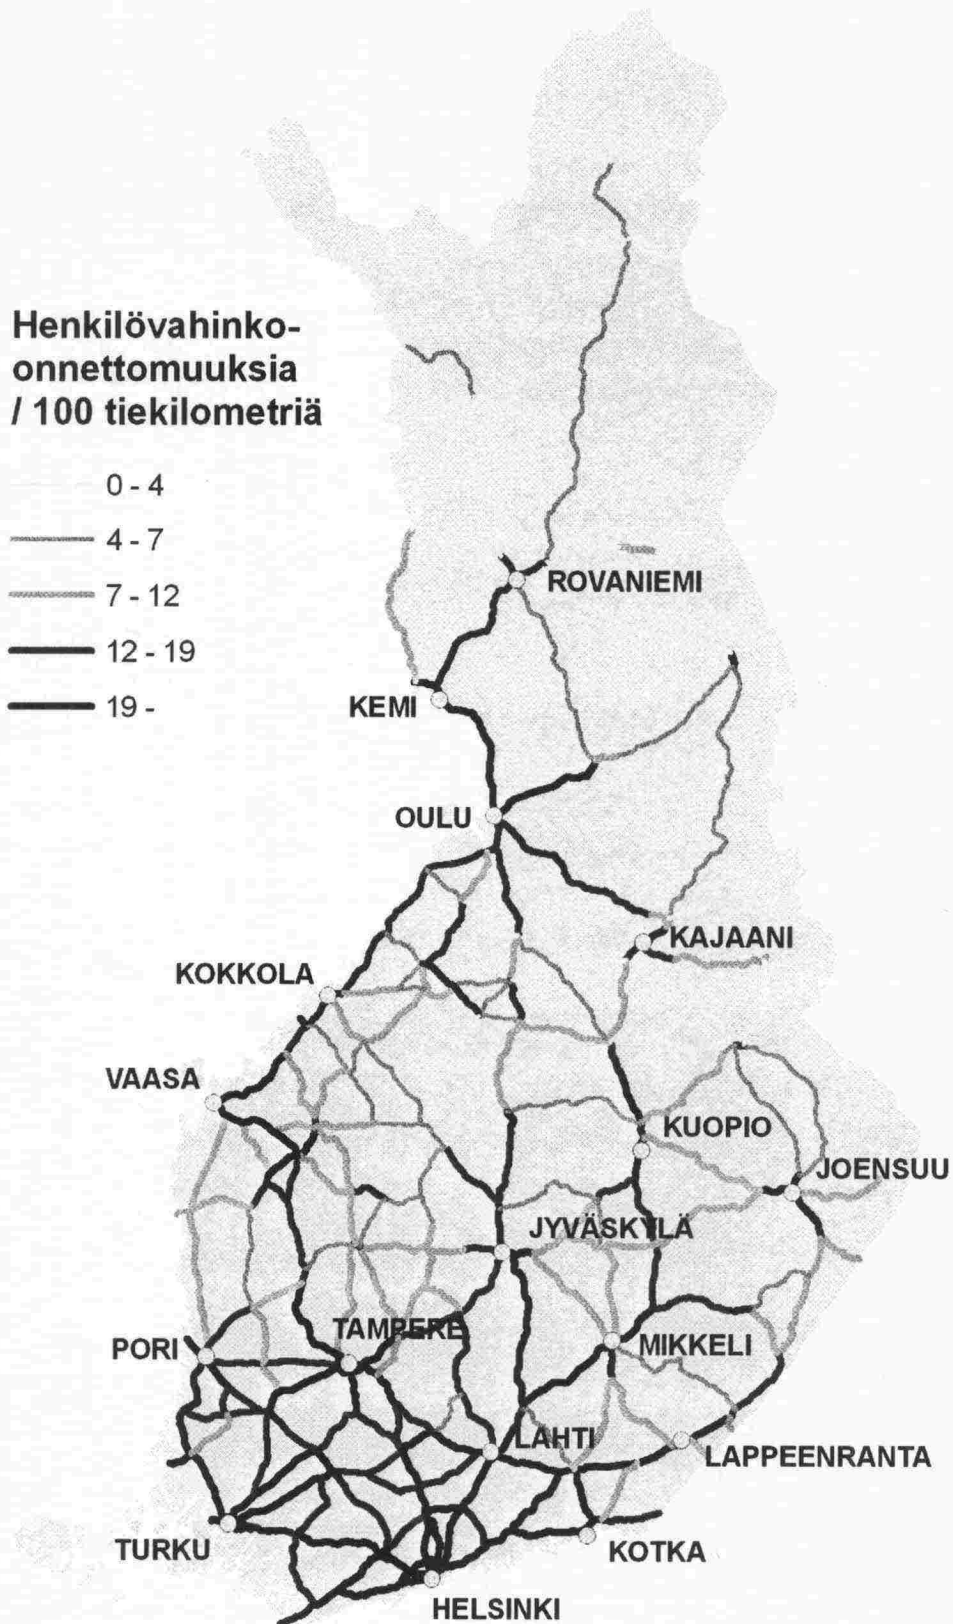 Henkilövahinko-
onnettomuuksia
/ 100 tiekilometriä
0 - 4
4 - 7
7 - 12
12 - 19
19 -
ROVANIEMI
KEMI
OULU
KAJAANI
KOKKOLA
VAASA
KUOPIO
JOENSUU
JYVÄSKYLÄ
TAMPERE
PORI
MIKKELI
LAHTI
LAPPEENRANTA
TURKU
KOTKA
HELSINKI